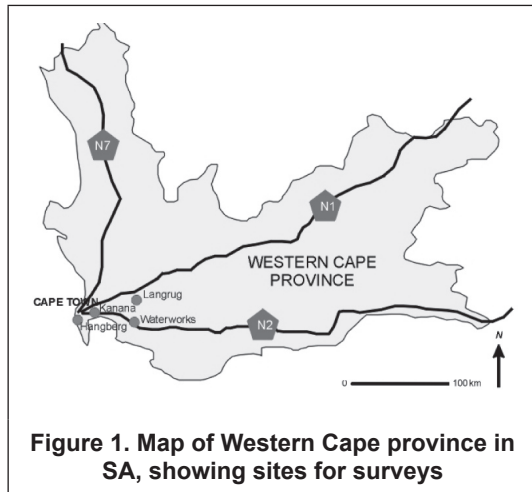 N7
N1
WESTERN CAPE
PROVINCE
Langrug
CAPE TOWN
Kanana
Hangberg
Waterworks
N2
N
0
100 km
Figure 1. Map of Western Cape province in
SA, showing sites for surveys